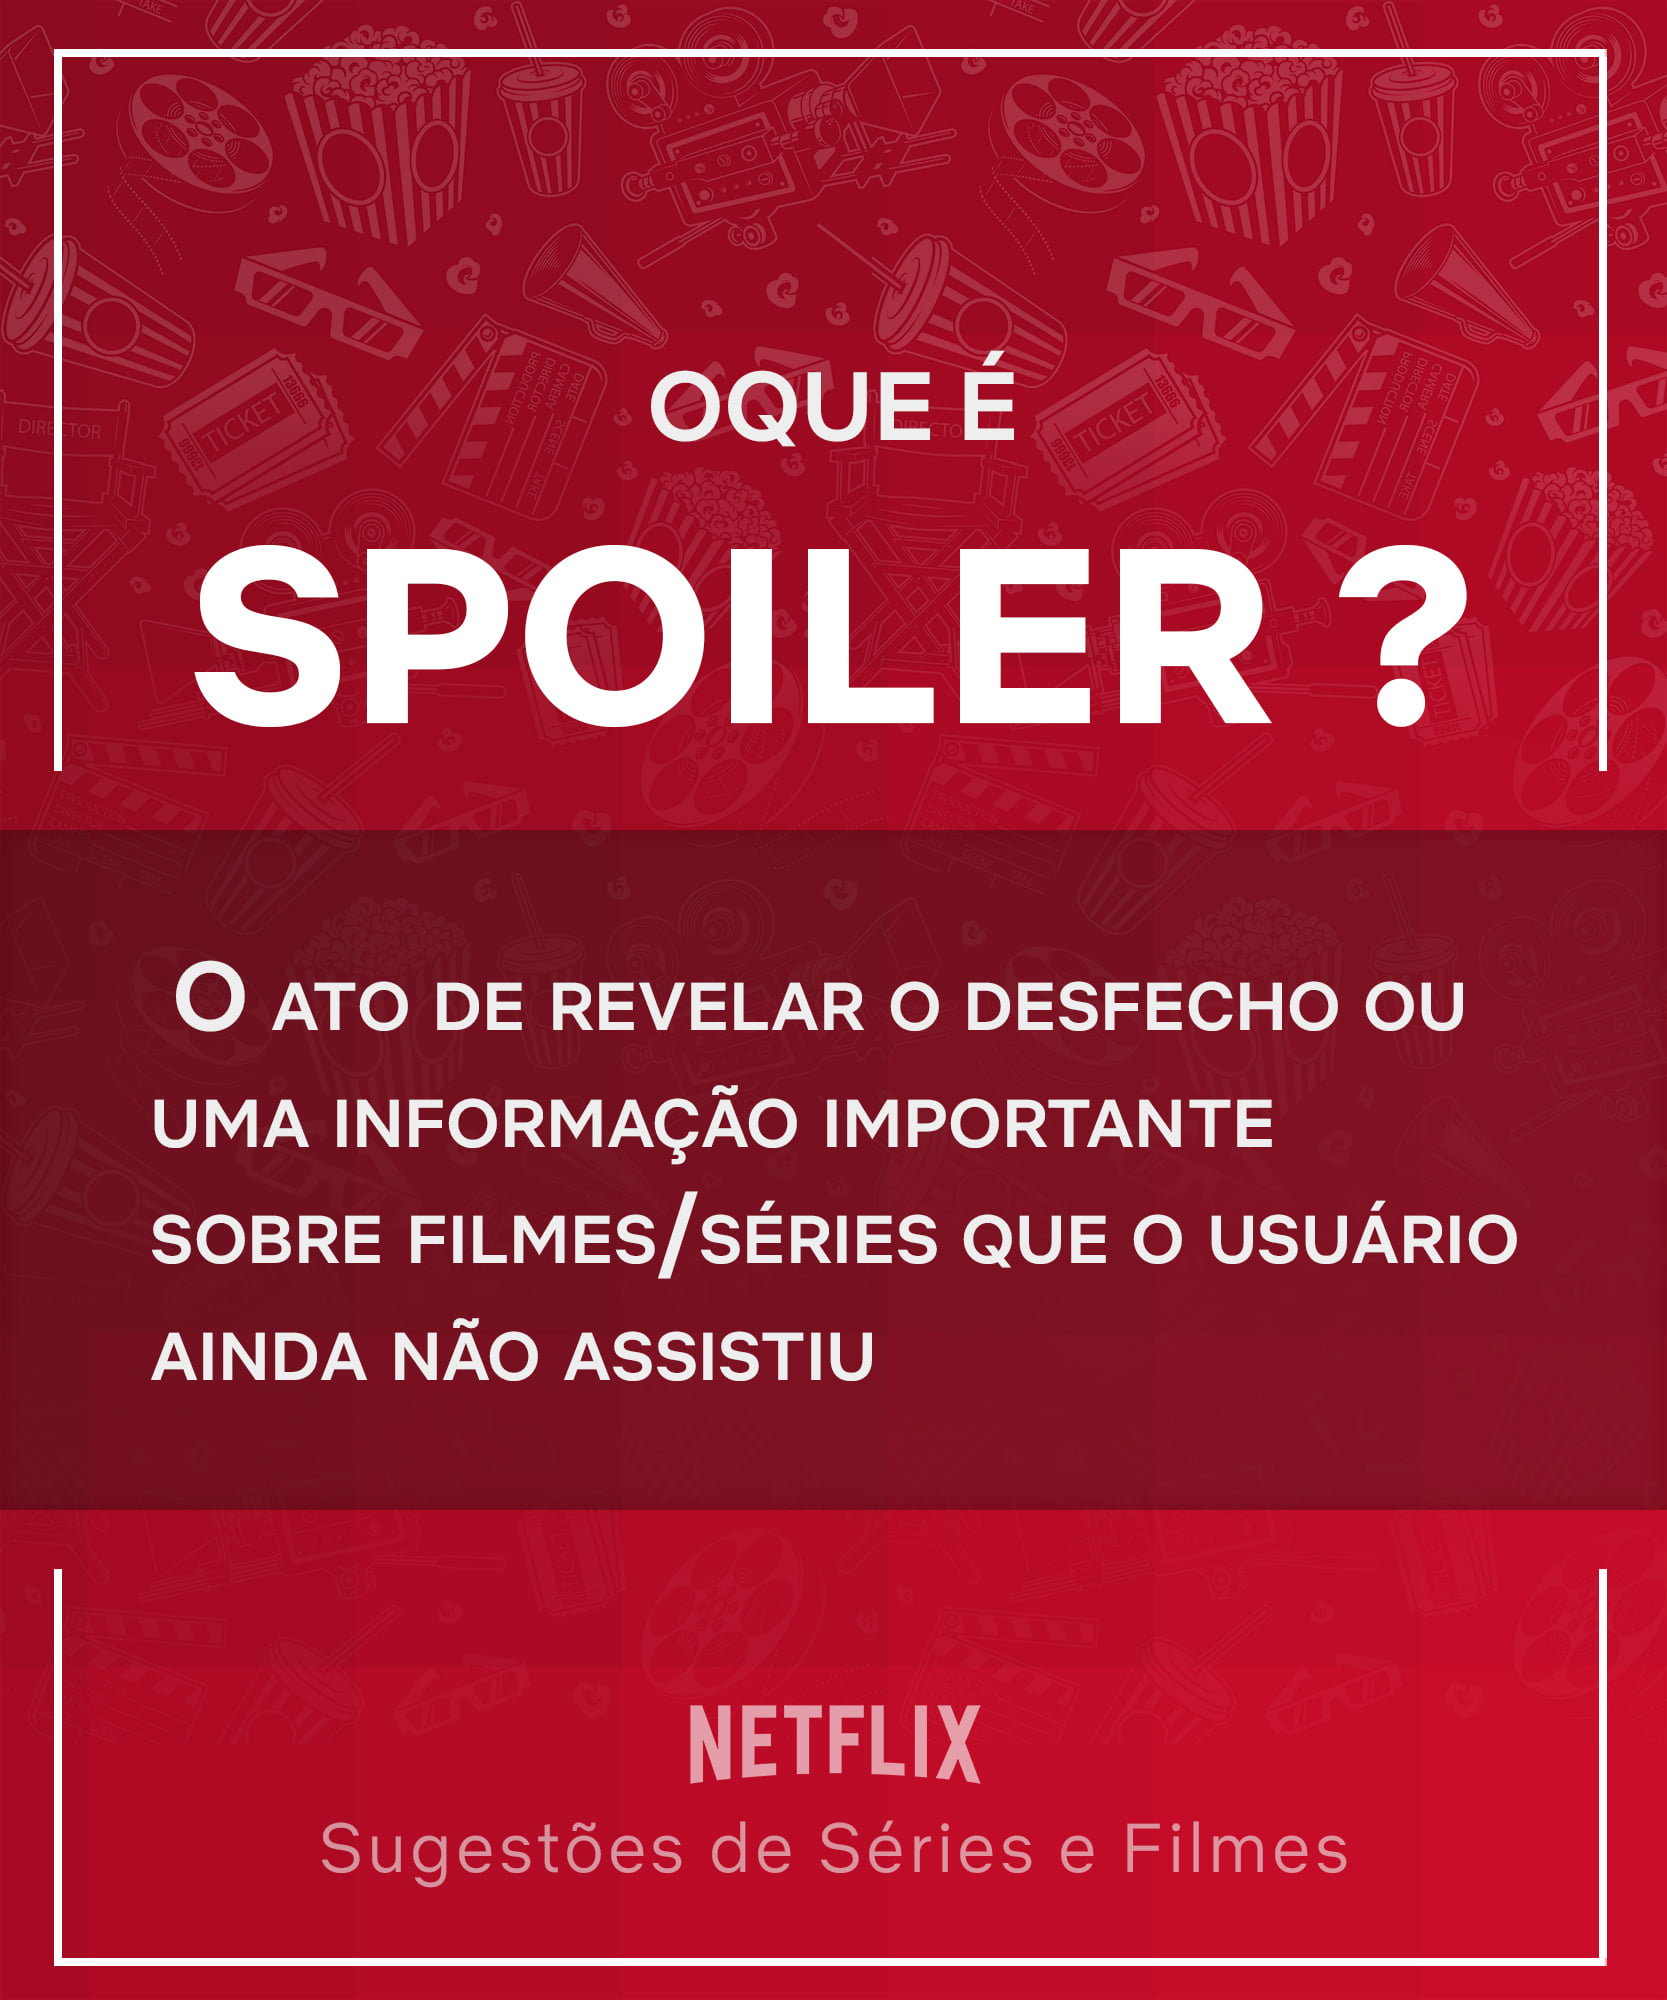 OQUE É
SPOILER ?
O ATO DE REVELAR O DESFECHO OU
UMA INFORMAÇÃO IMPORTANTE
SOBRE FILMES/SÉRIES QUE O USUÁRIO
AINDA NÃO ASSISTIU
NETFLIX
Sugestões de Séries e Filmes